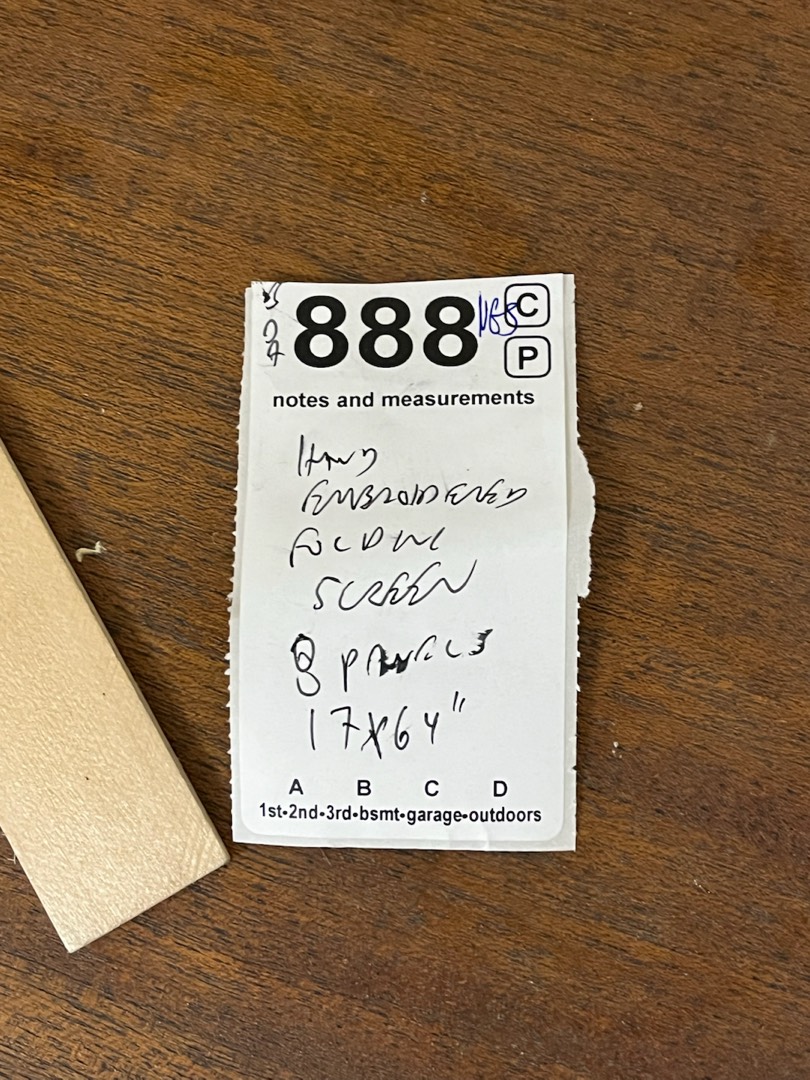 888
C
P
notes and measurements
HAND
EMBROIDERED
FOLDING
SCREEN
8 PANELS
17X64"
A B C D
1st-2nd-3rd-bsmt-garage-outdoors